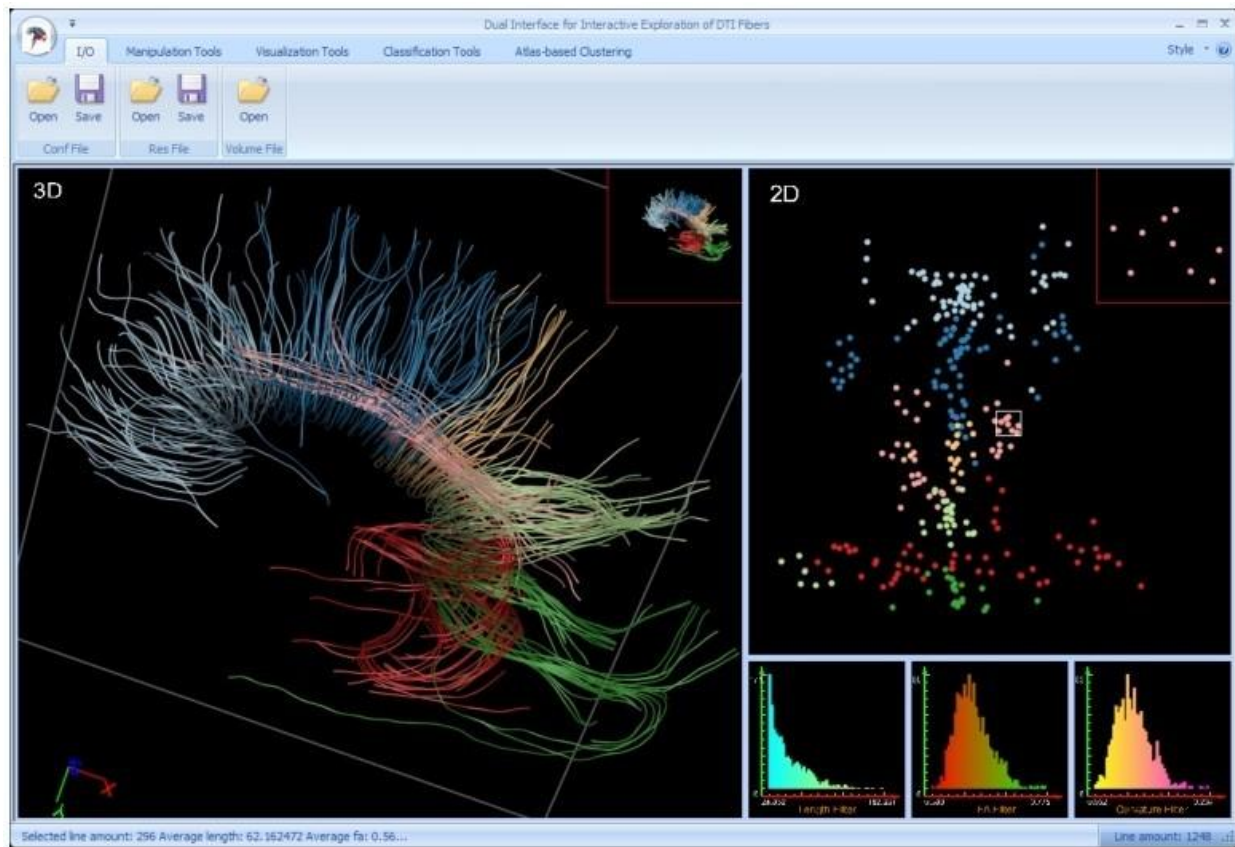 Dual Interface for Interactive Exploration of DTI Fibers
I/O Manipulation Tools Visualization Tools Classification Tools Atlas-based Clustering Style
Open Save Open Save Open
Conf File Res File Volume File
3D
2D
Length Filter FA Filter Curvature Filter
Selected line amount: 296 Average length: 62.162472 Average fa: 0.56... Line amount: 1248